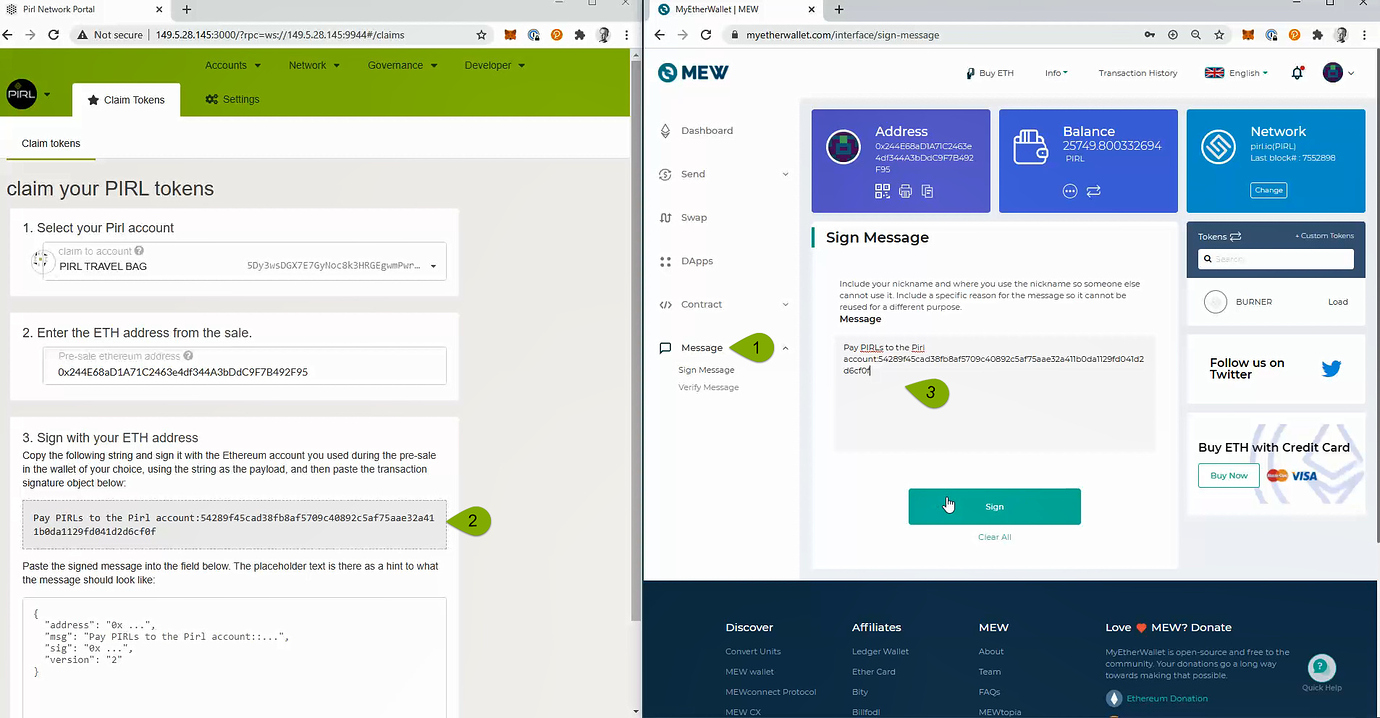 Pirl Network Portal
Not secure
149.5.28.145:3000/?rpc=ws://149.5.28.145:9944#/claims
PIRL
Accounts
Network
Governance
Developer
Claim Tokens
Settings
Claim tokens
claim your PIRL tokens
1. Select your Pirl account
claim to account
PIRL TRAVEL BAG
5Dy3wsDGX7E7GyNoc8k3HRGEgwmPwr...
2. Enter the ETH address from the sale.
Pre-sale ethereum address
0x244E68aD1A71C2463e4df344A3bDdC9F7B492F95
3. Sign with your ETH address
Copy the following string and sign it with the Ethereum account you used during the pre-sale
in the wallet of your choice, using the string as the payload, and then paste the transaction
signature object below:
Pay PIRLs to the Pirl account:54289f45cad38fb8af5709c40892c5af75aae32a41
1b0da1129fd041d2d6cf0f
2
Paste the signed message into the field below. The placeholder text is there as a hint to what
the message should look like:
{
"address": "0x ...",
"msg": "Pay PIRLs to the Pirl account::...",
"sig": "0x ...",
"version": "2"
}
MyEtherWallet | MEW
myetherwallet.com/interface/sign-message
MEW
Buy ETH
Info
Transaction History
English
Dashboard
Send
Swap
DApps
Contract
Message
1
Sign Message
Verify Message
Address
0x244E68aD1A71C2463e
4df344A3bDdC9F7B492
F95
Balance
25749.800332694
PIRL
Network
pirl.io(PIRL)
Last block# : 7552898
Change
Sign Message
Include your nickname and where you use the nickname so someone else
cannot use it. Include a specific reason for the message so it cannot be
reused for a different purpose.
Message
Pay PIRLs to the Pirl
account:54289f45cad38fb8af5709c40892c5af75aae32a411b0da1129fd041d2
d6cf0f
3
Sign
Clear All
Tokens
+ Custom Tokens
Search
BURNER
Load
Follow us on
Twitter
Buy ETH with Credit Card
Buy Now
MasterCard
VISA
Discover
Convert Units
MEW wallet
MEWconnect Protocol
MEW CX
Affiliates
Ledger Wallet
Ether Card
Bity
Billfodl
MEW
About
Team
FAQs
MEWtopia
Love MEW? Donate
MyEtherWallet is open-source and free to the
community. Your donations go a long way
towards making that possible.
Ethereum Donation
Quick Help